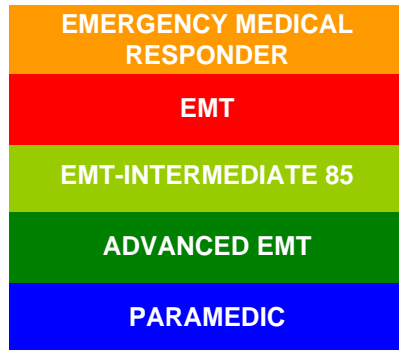 EMERGENCY MEDICAL
RESPONDER
EMT
EMT-INTERMEDIATE 85
ADVANCED EMT
PARAMEDIC